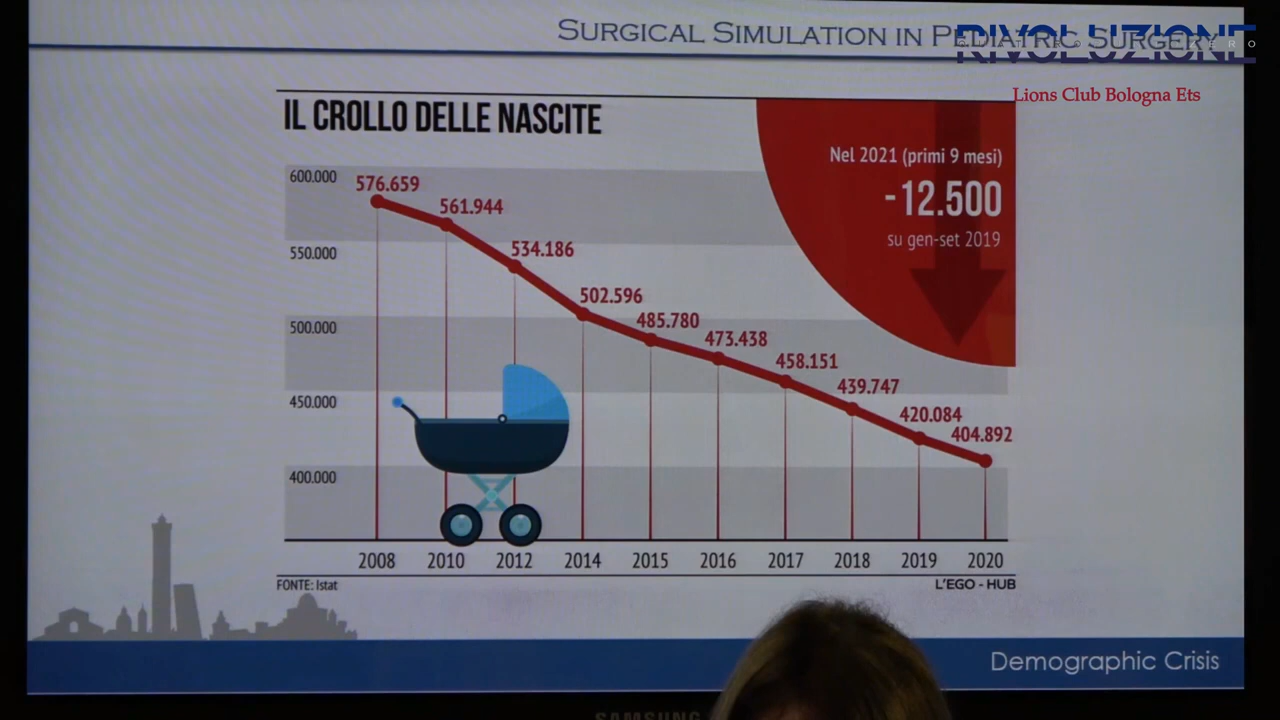 SURGICAL SIMULATION IN PEDIATRIC SURGERY
RIVOLUZIONE
Lions Club Bologna Ets
IL CROLLO DELLE NASCITE
Nel 2021 (primi 9 mesi)
-12.500
su gen-set 2019
600.000
550.000
500.000
450.000
400.000
576.659
561.944
534.186
502.596
485.780
473.438
458.151
439.747
420.084
404.892
2008 2010 2012 2014 2015 2016 2017 2018 2019 2020
FONTE: Istat
L'EGO - HUB
Demographic Crisis
SAMSUNG